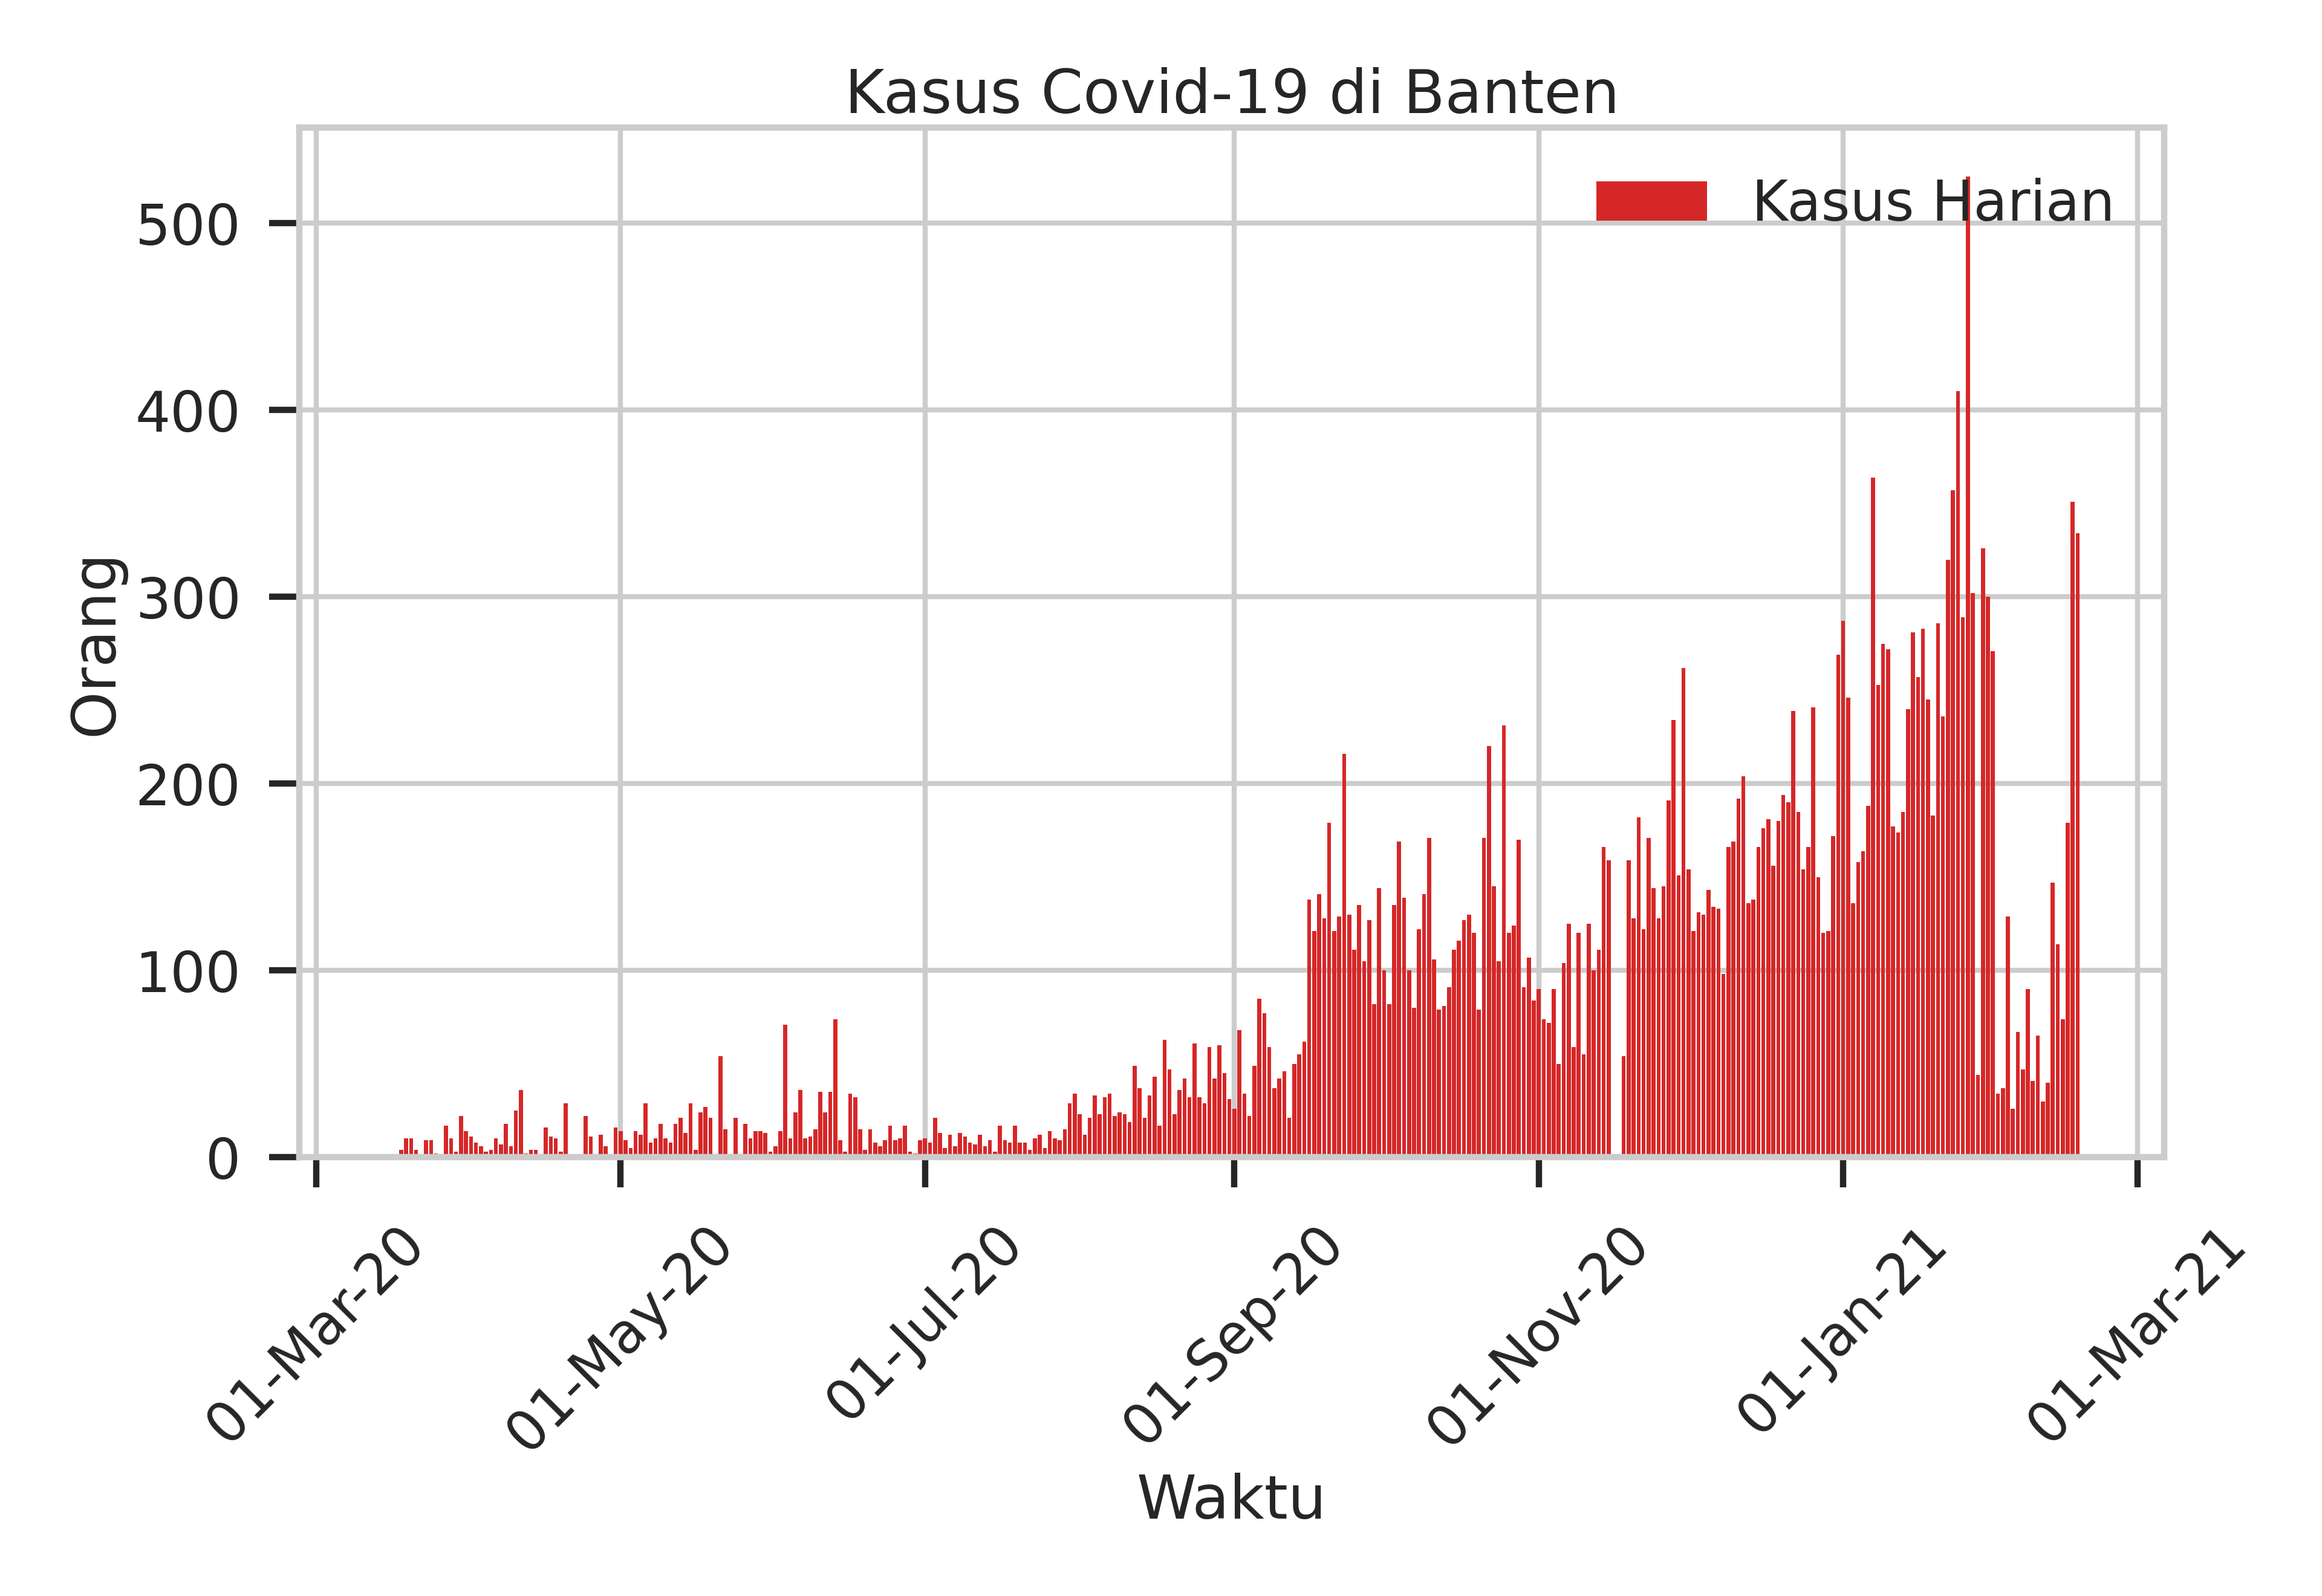 Kasus Covid-19 di Banten
Kasus Harian
Orang
500
400
300
200
100
0
01-Mar-20
01-May-20
01-Jul-20
01-Sep-20
01-Nov-20
01-Jan-21
01-Mar-21
Waktu